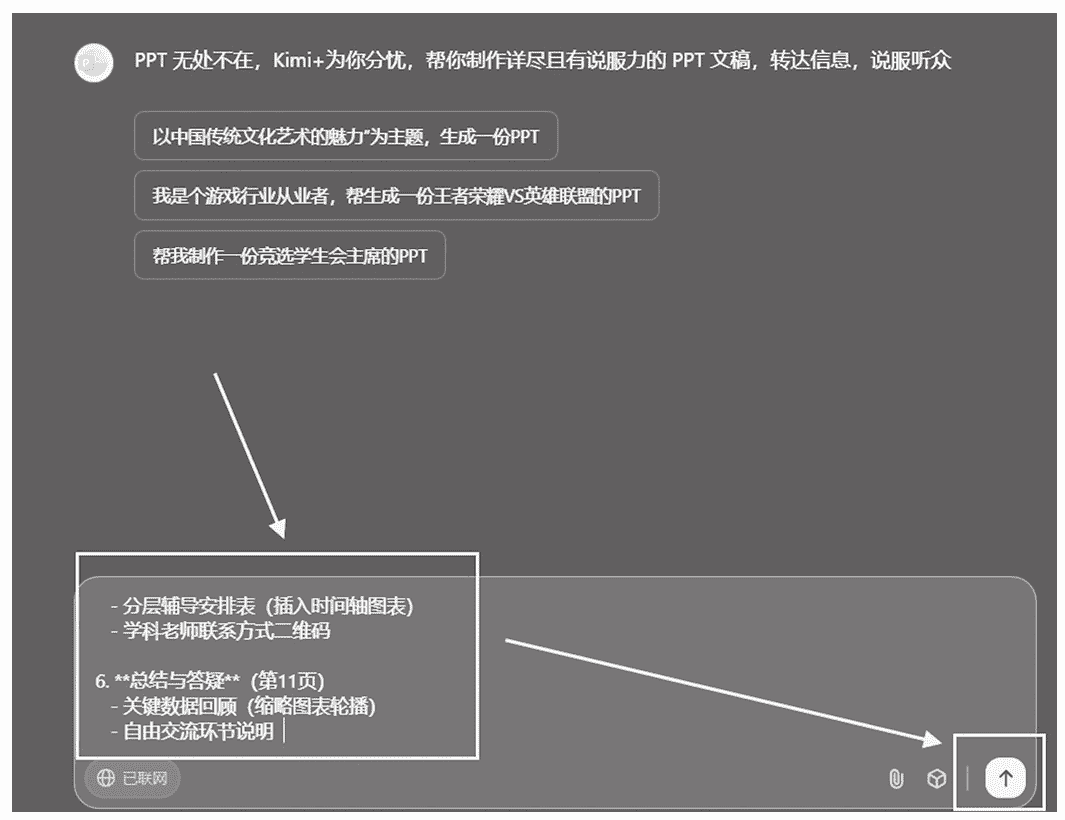 PPT 无处不在，Kimi+为你分忧，帮你制作详尽且有说服力的 PPT 文稿，转达信息，说服听众
以中国传统文化艺术的魅力”为主题，生成一份PPT
我是个游戏行业从业者，帮生成一份王者荣耀VS英雄联盟的PPT
帮我制作一份竞选学生会主席的PPT
- 分层辅导安排表（插入时间轴图表）
- 学科老师联系方式二维码
6. **总结与答疑**（第11页）
- 关键数据回顾（缩略图表轮播）
- 自由交流环节说明
已联网